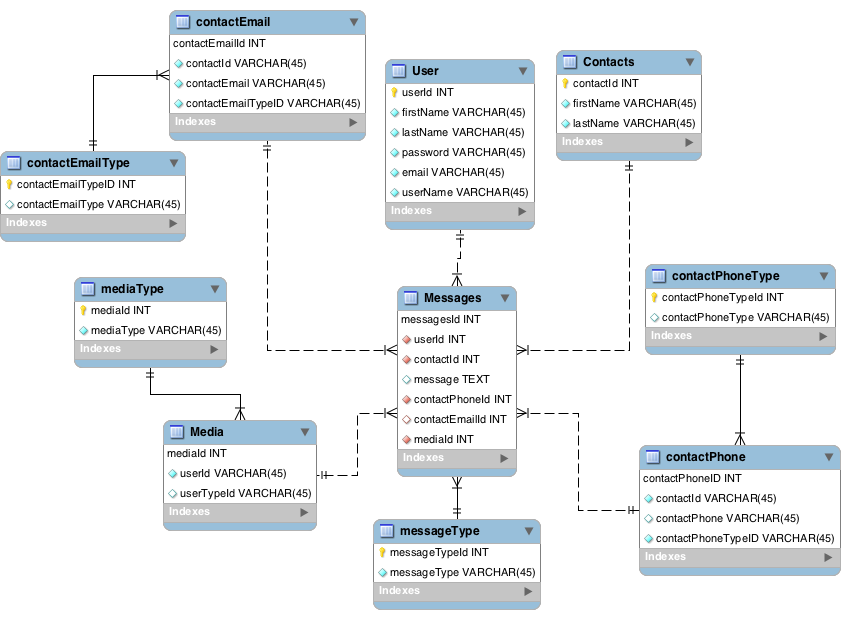 contactEmail
contactEmailId INT
contactId VARCHAR(45)
contactEmail VARCHAR(45)
contactEmailTypeID VARCHAR(45)
Indexes
User
userId INT
firstName VARCHAR(45)
lastName VARCHAR(45)
password VARCHAR(45)
email VARCHAR(45)
userName VARCHAR(45)
Indexes
Contacts
contactId INT
firstName VARCHAR(45)
lastName VARCHAR(45)
Indexes
contactEmailType
contactEmailTypeID INT
contactEmailType VARCHAR(45)
Indexes
mediaType
mediaId INT
mediaType VARCHAR(45)
Indexes
Messages
messagesId INT
userId INT
contactId INT
message TEXT
contactPhoneId INT
contactEmailId INT
mediaId INT
Indexes
contactPhoneType
contactPhoneTypeId INT
contactPhoneType VARCHAR(45)
Indexes
Media
mediaId INT
userId VARCHAR(45)
userTypeId VARCHAR(45)
Indexes
contactPhone
contactPhoneID INT
contactId VARCHAR(45)
contactPhone VARCHAR(45)
contactPhoneTypeID VARCHAR(45)
Indexes
messageType
messageTypeId INT
messageType VARCHAR(45)
Indexes